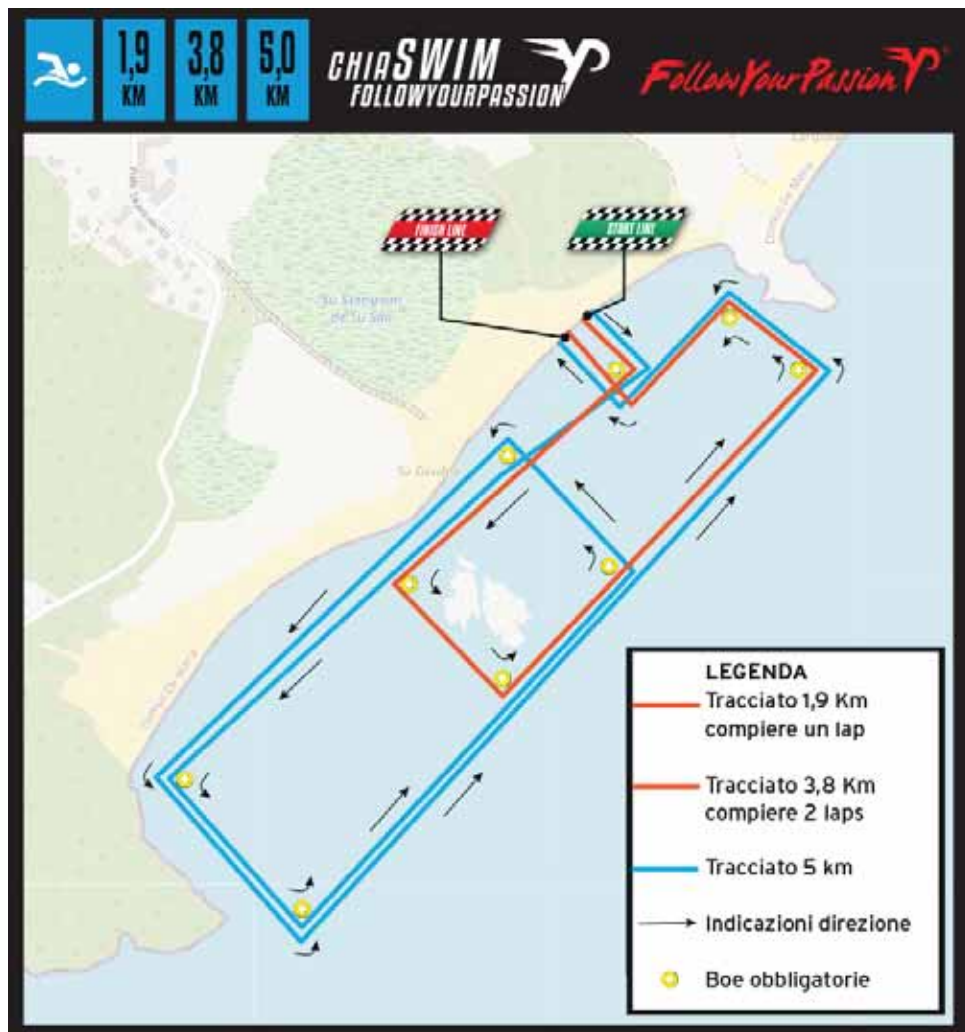 1,9
KM
3,8
KM
5,0
KM
CHIASWIM
FOLLOWYOURPASSION
FollowYourPassion
FINISH LINE
START LINE
Su Stangioni
de Su Sali
Su Giudeu
LEGENDA
Tracciato 1,9 Km
compiere un lap
Tracciato 3,8 Km
compiere 2 laps
Tracciato 5 km
Indicazioni direzione
Boe obbligatorie